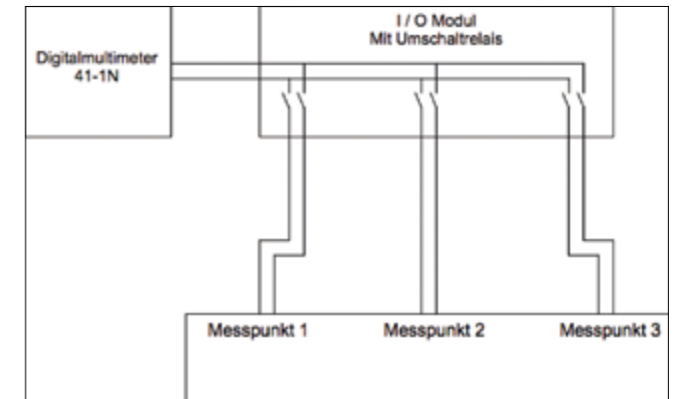 Digitalmultimeter
41-1N
I / O Modul
Mit Umschaltrelais
Messpunkt 1
Messpunkt 2
Messpunkt 3